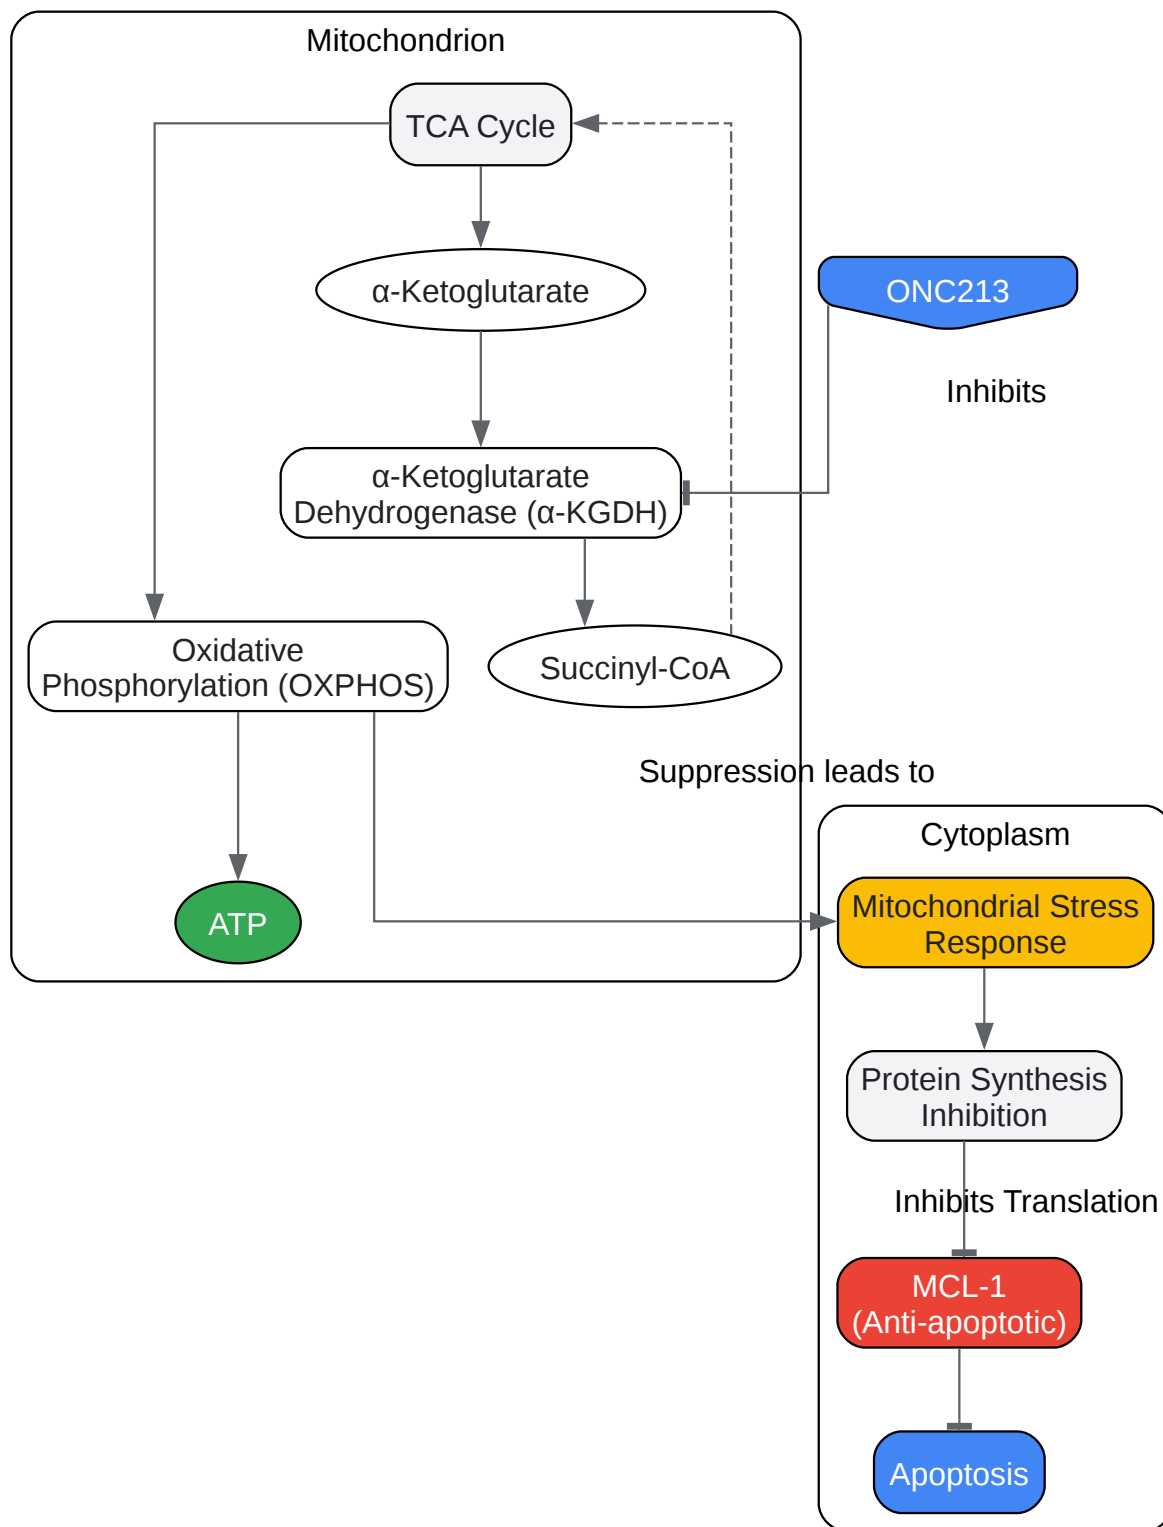 Mitochondrion
TCA Cycle
α-Ketoglutarate
ONC213
Inhibits
α-Ketoglutarate
Dehydrogenase (α-KGDH)
Oxidative
Phosphorylation (OXPHOS)
Succinyl-CoA
Suppression leads to
Cytoplasm
ATP
Mitochondrial Stress
Response
Protein Synthesis
Inhibition
Inhibits Translation
MCL-1
(Anti-apoptotic)
Apoptosis